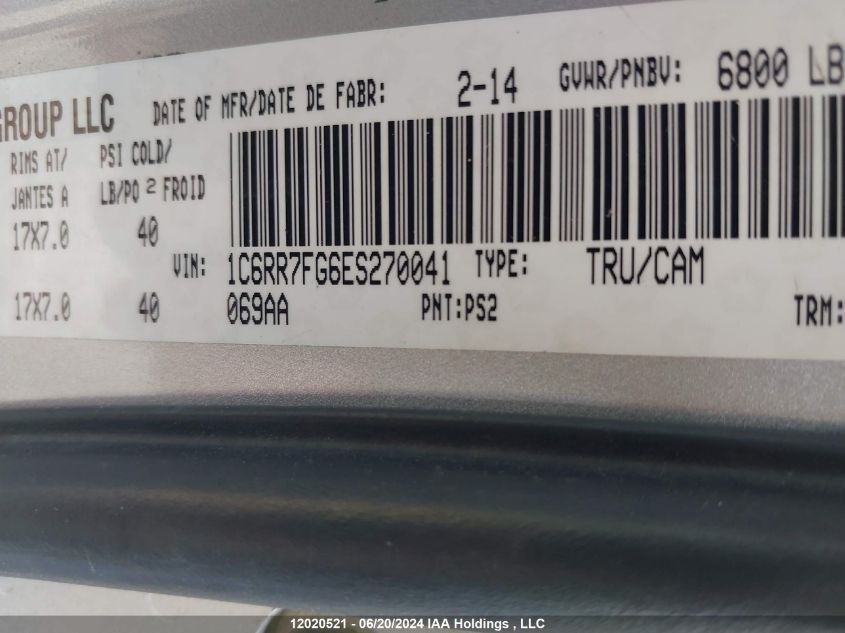 GROUP LLC DATE OF MFR/DATE DE FABR: 2-14 GVWR/PNBV: 6800 LB
RIMS AT/ PSI COLD/
JANTES A LB/PO 2 FROID
17X7.0 40
VIN: 1C6RR7FG6ES270041 TYPE: TRU/CAM
17X7.0 40 069AA PNT:PS2 TRM:
12020521 - 06/20/2024 IAA Holdings , LLC